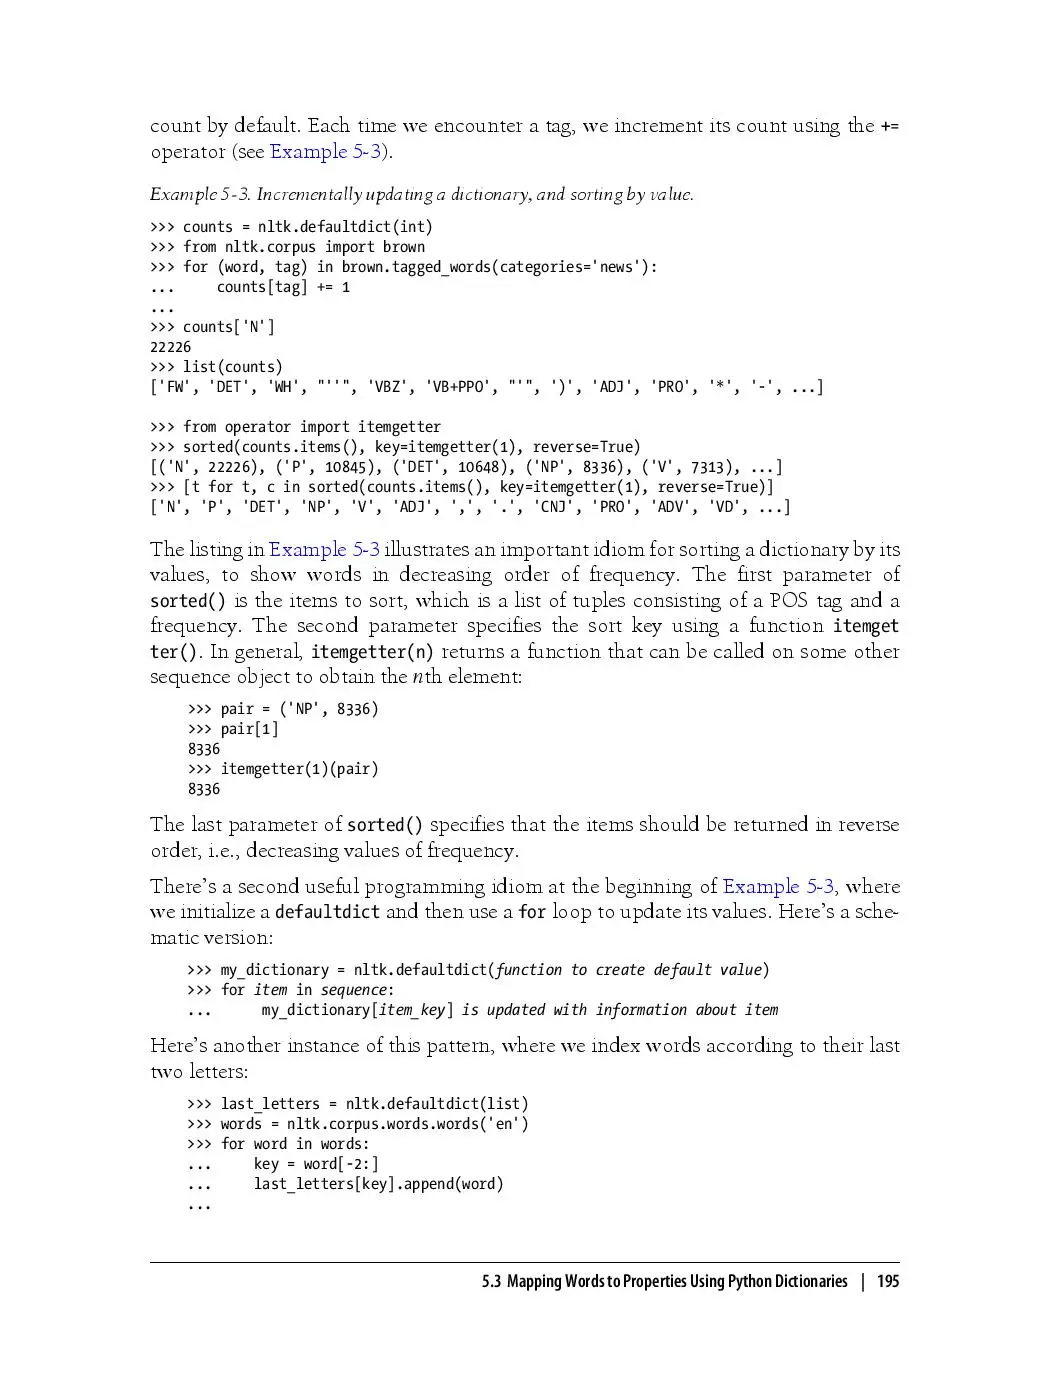 count by default. Each time we encounter a tag, we increment its count using the +=
operator (see Example 5-3).
Example 5-3. Incrementally updating a dictionary, and sorting by value.
>>> counts = nltk.defaultdict(int)
>>> from nltk.corpus import brown
>>> for (word, tag) in brown.tagged_words(categories='news'):
...     counts[tag] += 1
...
>>> counts['N']
22226
>>> list(counts)
['FW', 'DET', 'WH', "''", 'VBZ', 'VB+PPO', "'", ')', 'ADJ', 'PRO', '*', '-', ...]
>>> from operator import itemgetter
>>> sorted(counts.items(), key=itemgetter(1), reverse=True)
[('N', 22226), ('P', 10845), ('DET', 10648), ('NP', 8336), ('V', 7313), ...]
>>> [t for t, c in sorted(counts.items(), key=itemgetter(1), reverse=True)]
['N', 'P', 'DET', 'NP', 'V', 'ADJ', ',', '.', 'CNJ', 'PRO', 'ADV', 'VD', ...]
The listing in Example 5-3 illustrates an important idiom for sorting a dictionary by its
values, to show words in decreasing order of frequency. The first parameter of
sorted() is the items to sort, which is a list of tuples consisting of a POS tag and a
frequency. The second parameter specifies the sort key using a function itemget
ter(). In general, itemgetter(n) returns a function that can be called on some other
sequence object to obtain the nth element:
>>> pair = ('NP', 8336)
>>> pair[1]
8336
>>> itemgetter(1)(pair)
8336
The last parameter of sorted() specifies that the items should be returned in reverse
order, i.e., decreasing values of frequency.
There's a second useful programming idiom at the beginning of Example 5-3, where
we initialize a defaultdict and then use a for loop to update its values. Here's a sche-
matic version:
>>> my_dictionary = nltk.defaultdict(function to create default value)
>>> for item in sequence:
...      my_dictionary[item_key] is updated with information about item
Here's another instance of this pattern, where we index words according to their last
two letters:
>>> last_letters = nltk.defaultdict(list)
>>> words = nltk.corpus.words.words('en')
>>> for word in words:
...     key = word[-2:]
...     last_letters[key].append(word)
...
5.3 Mapping Words to Properties Using Python Dictionaries | 195